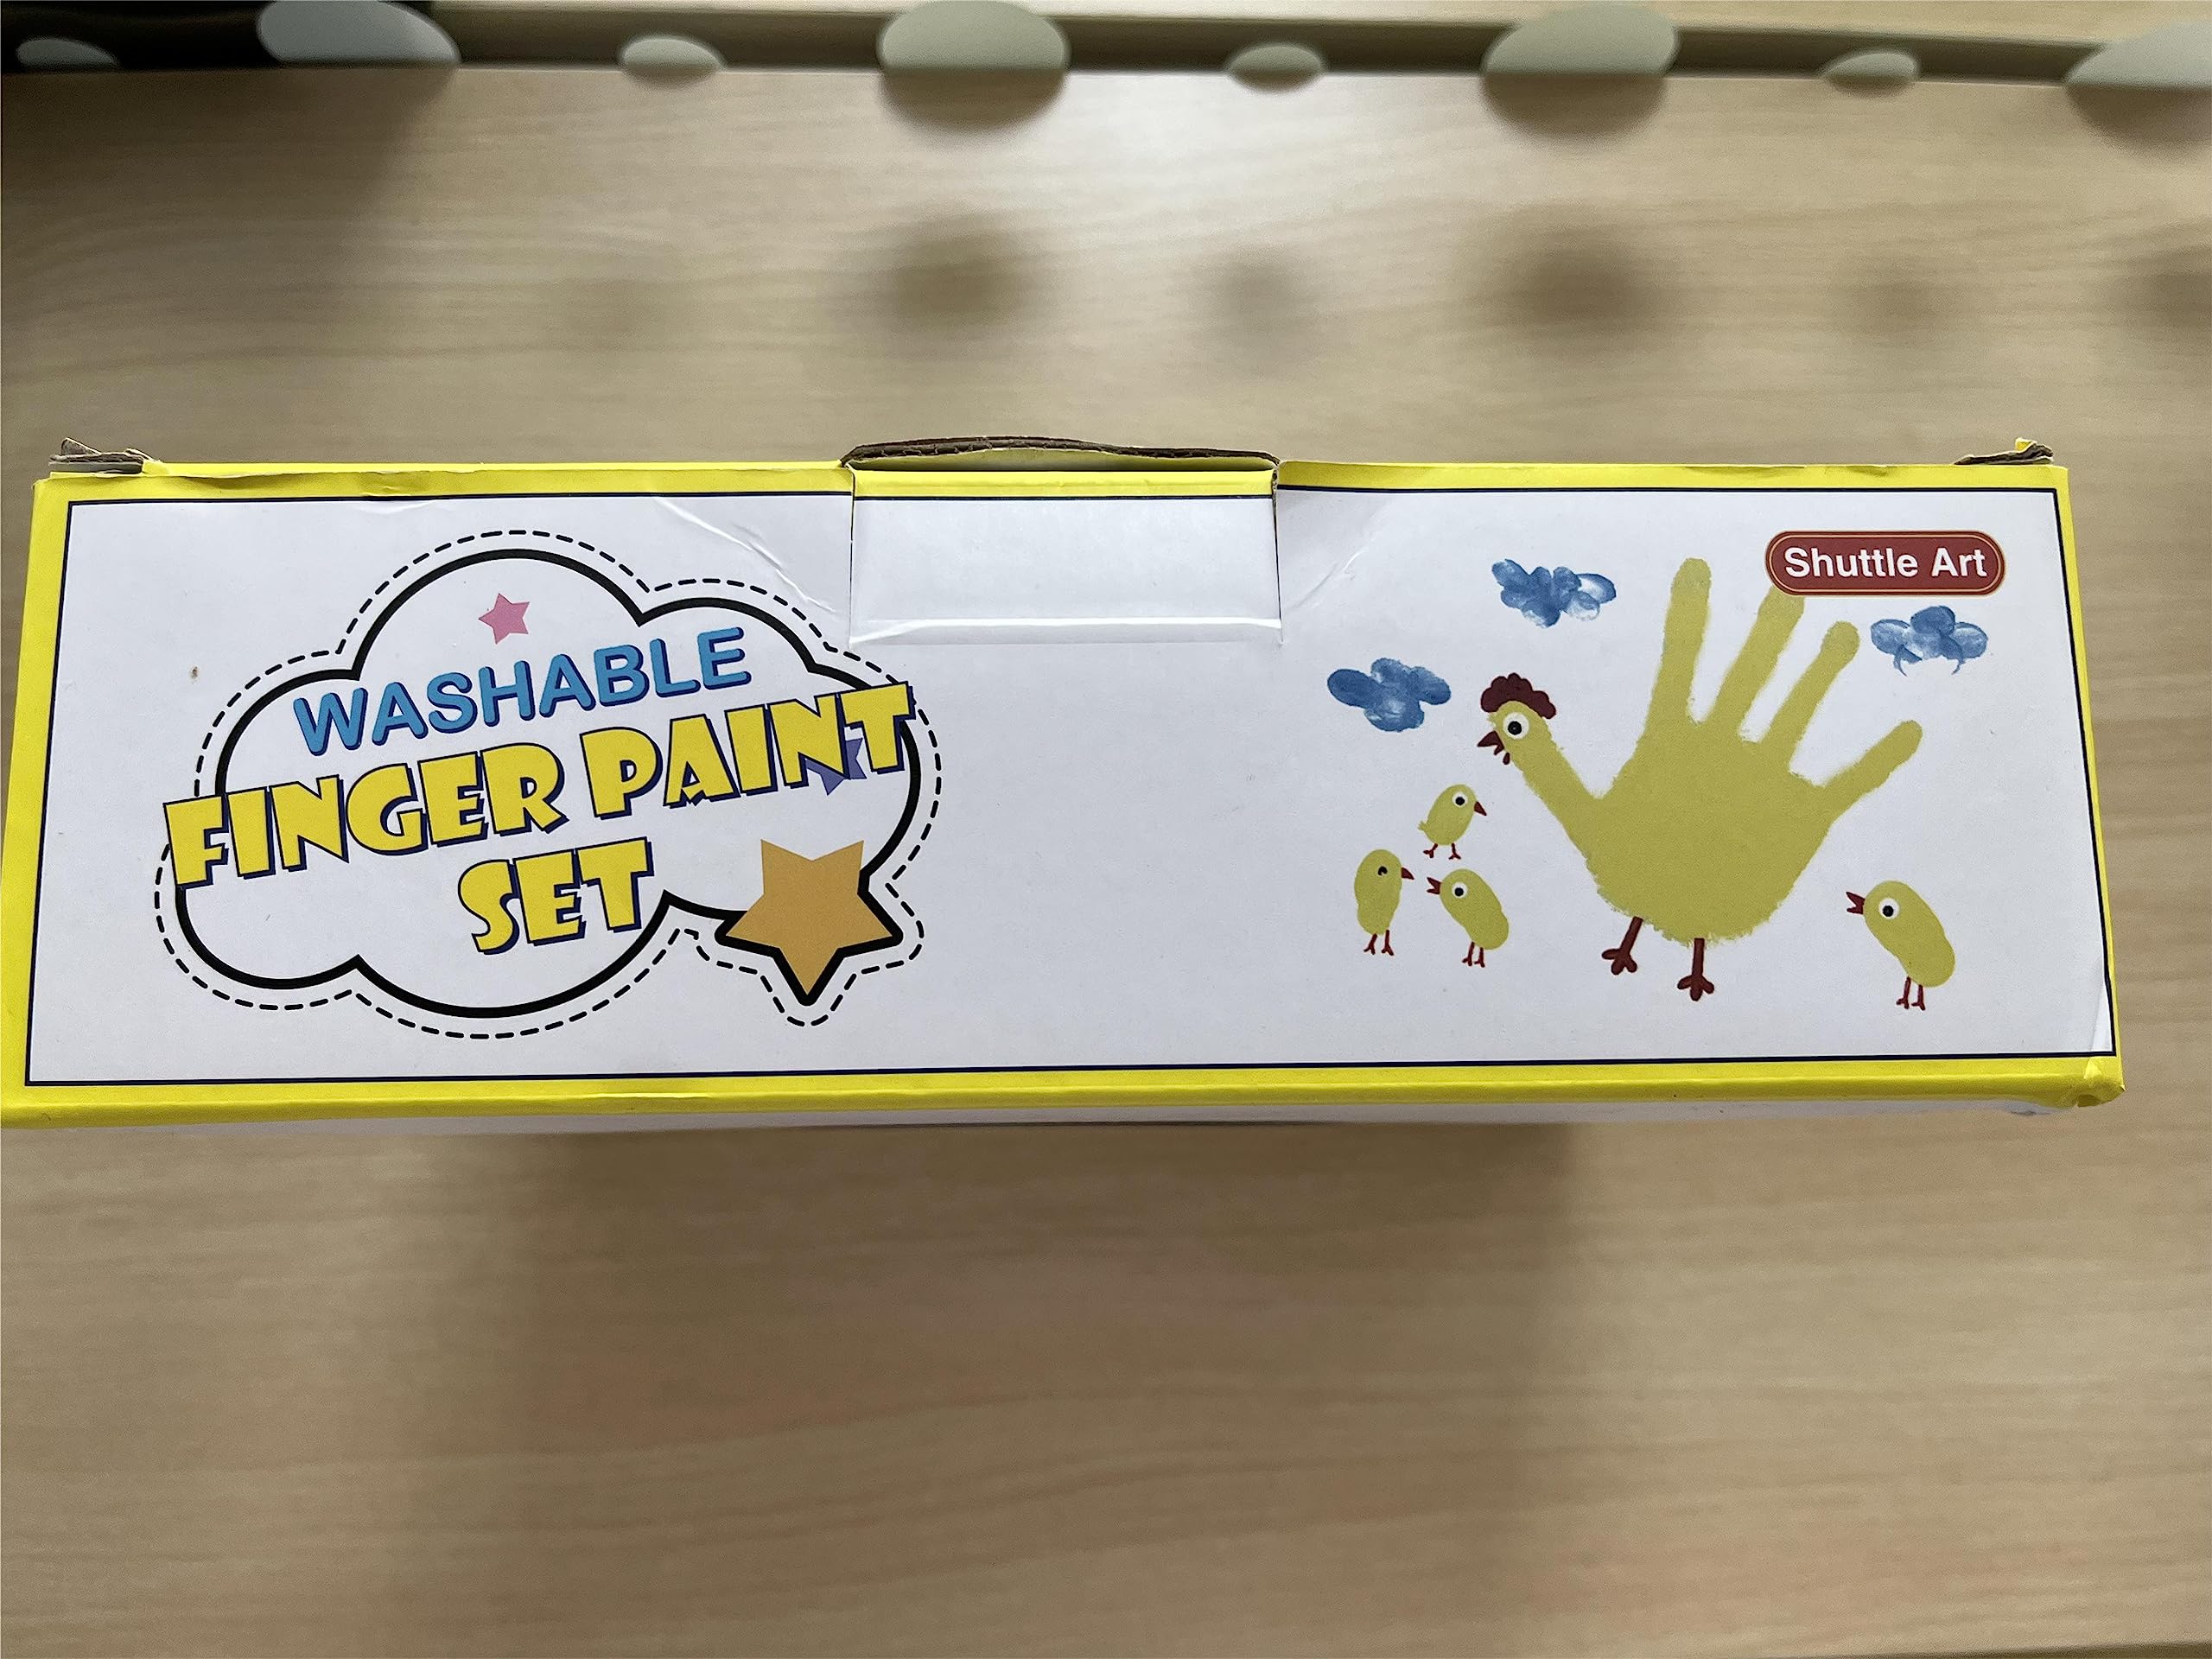 WASHABLE
FINGER PAINT
SET
Shuttle Art